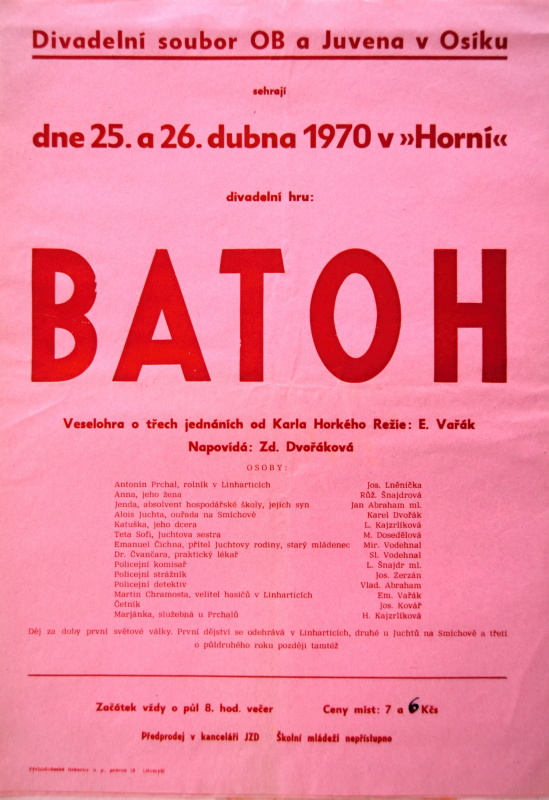 Divadelní soubor OB a Juvena v Osíku
sehrají
dne 25. a 26. dubna 1970 v »Horní«
divadelní hru:
BATOH
Veselohra o třech jednáních od Karla Horkého Režie: E. Vařák
Napovídá: Zd. Dvořáková
OSOBY:
Antonín Prchal, rolník v Linharticích Jos. Lněnička
Anna, jeho žena Růž. Šnajdrová
Jenda, absolvent hospodářské školy, jejich syn Jan Abraham ml.
Alois Juchta, ouřada na Smíchově Karel Dvořák
Katuška, jeho dcera L. Kajzrlíková
Teta Sofi, Juchtova sestra M. Dosedělová
Emanuel Čichna, přítel Juchtovy rodiny, starý mládenec Mir. Vodehnal
Dr. Čvančara, praktický lékař Sl. Vodehnal
Policejní komisař L. Šnajdr ml.
Policejní strážník Jos. Zerzán
Policejní detektiv Vlad. Abraham
Martin Chramosta, velitel hasičů v Linharticích Em. Vařák
Četník Jos. Kovář
Marjánka, služebná u Prchalů H. Kajzrlíková
Děj za doby první světové války. První dějství se odehrává v Linharticích, druhé u Juchtů na Smíchově a třetí
o půldruhého roku později tamtéž
Začátek vždy o půl 8. hod. večer Ceny míst: 7 a 6 Kčs
Předprodej v kanceláři JZD Školní mládeži nepřístupno
Východočeské tiskárny n. p. provoz Litomyšl